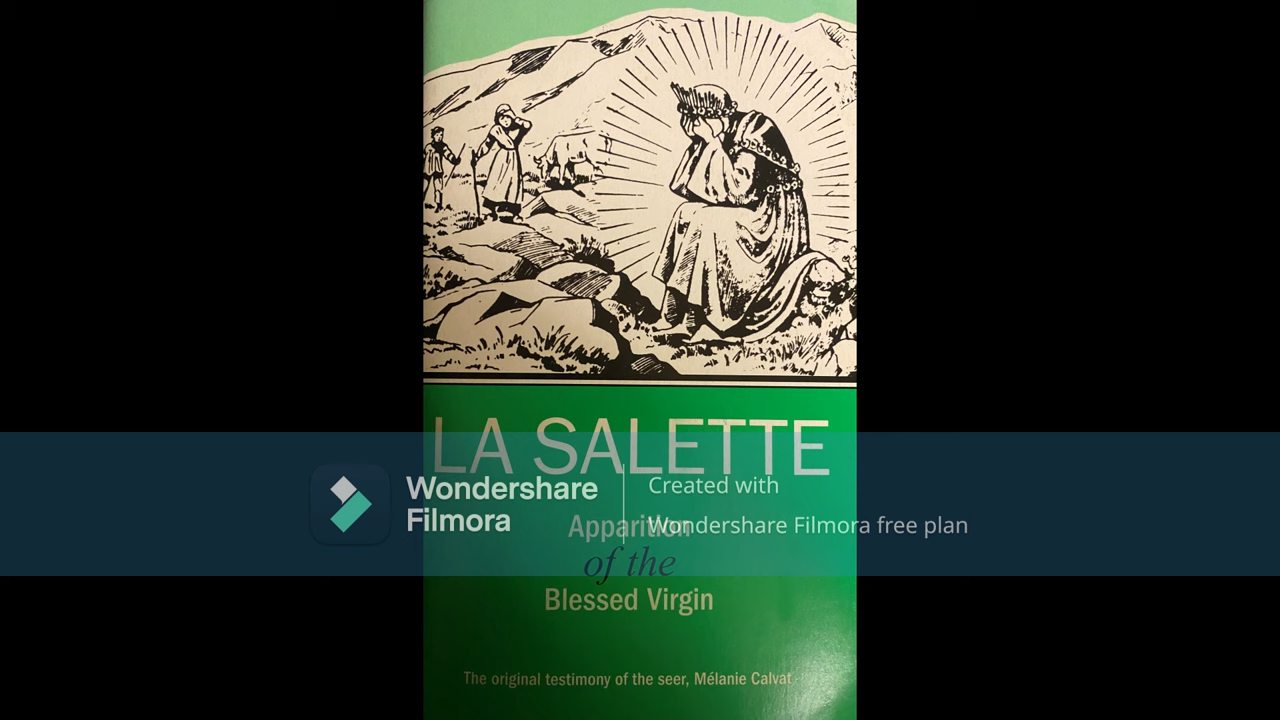 LA SALETTE
Wondershare
Filmora
Created with
Wondershare Filmora free plan
Apparition
of the
Blessed Virgin
The original testimony of the seer, Mélanie Calvat